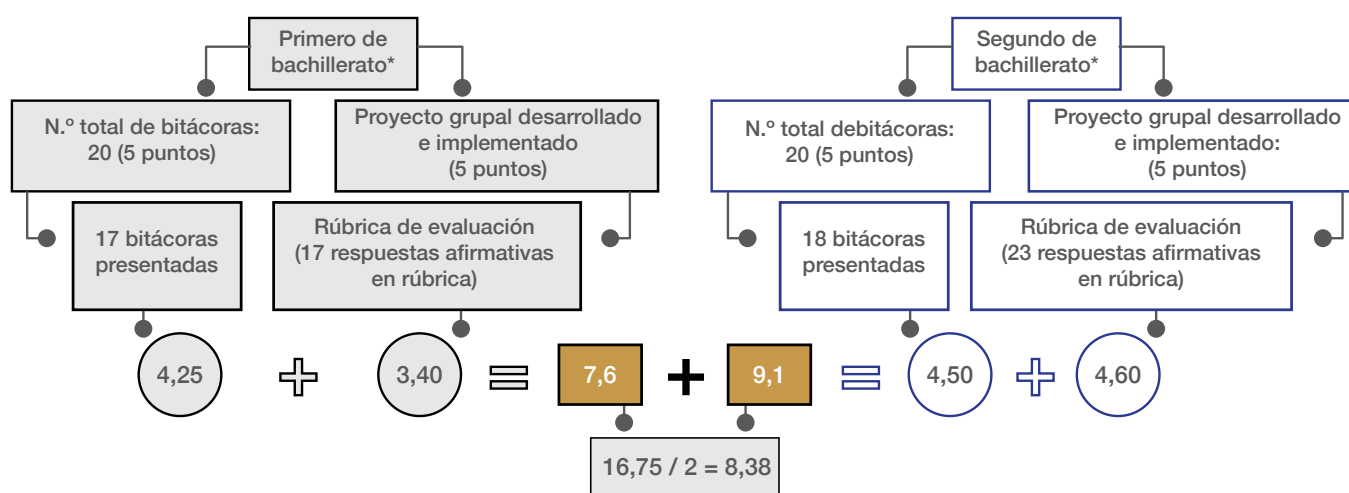 Primero de
bachillerato*
N.º total de bitácoras:
20 (5 puntos)
Proyecto grupal desarrollado
e implementado
(5 puntos)
17 bitácoras
presentadas
Rúbrica de evaluación
(17 respuestas afirmativas
en rúbrica)
Segundo de
bachillerato*
N.º total debitácoras:
20 (5 puntos)
Proyecto grupal desarrollado
e implementado:
(5 puntos)
18 bitácoras
presentadas
Rúbrica de evaluación
(23 respuestas afirmativas
en rúbrica)
4,25 + 3,40 = 7,6 + 9,1 = 4,50 + 4,60
16,75 / 2 = 8,38